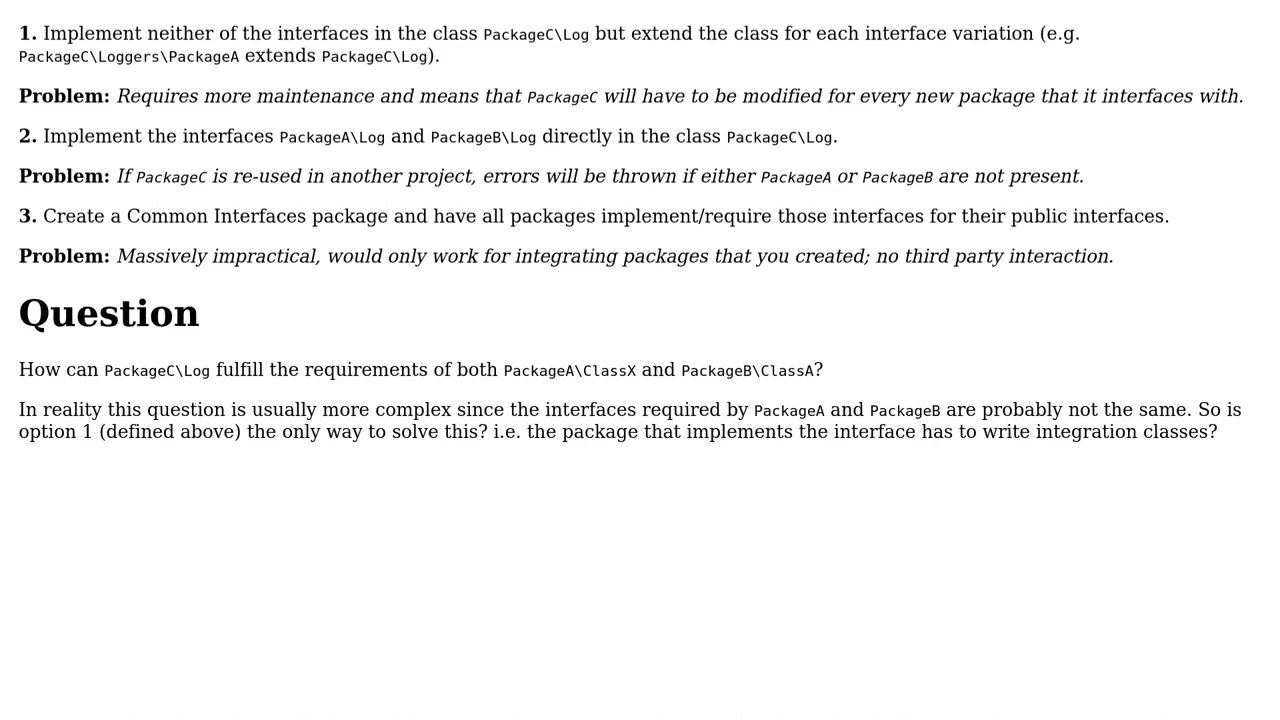 1. Implement neither of the interfaces in the class PackageC\Log but extend the class for each interface variation (e.g.
PackageC\Loggers\PackageA extends PackageC\Log).
Problem: Requires more maintenance and means that PackageC will have to be modified for every new package that it interfaces with.
2. Implement the interfaces PackageA\Log and PackageB\Log directly in the class PackageC\Log.
Problem: If PackageC is re-used in another project, errors will be thrown if either PackageA or PackageB are not present.
3. Create a Common Interfaces package and have all packages implement/require those interfaces for their public interfaces.
Problem: Massively impractical, would only work for integrating packages that you created; no third party interaction.
Question
How can PackageC\Log fulfill the requirements of both PackageA\ClassX and PackageB\ClassA?
In reality this question is usually more complex since the interfaces required by PackageA and PackageB are probably not the same. So is
option 1 (defined above) the only way to solve this? i.e. the package that implements the interface has to write integration classes?